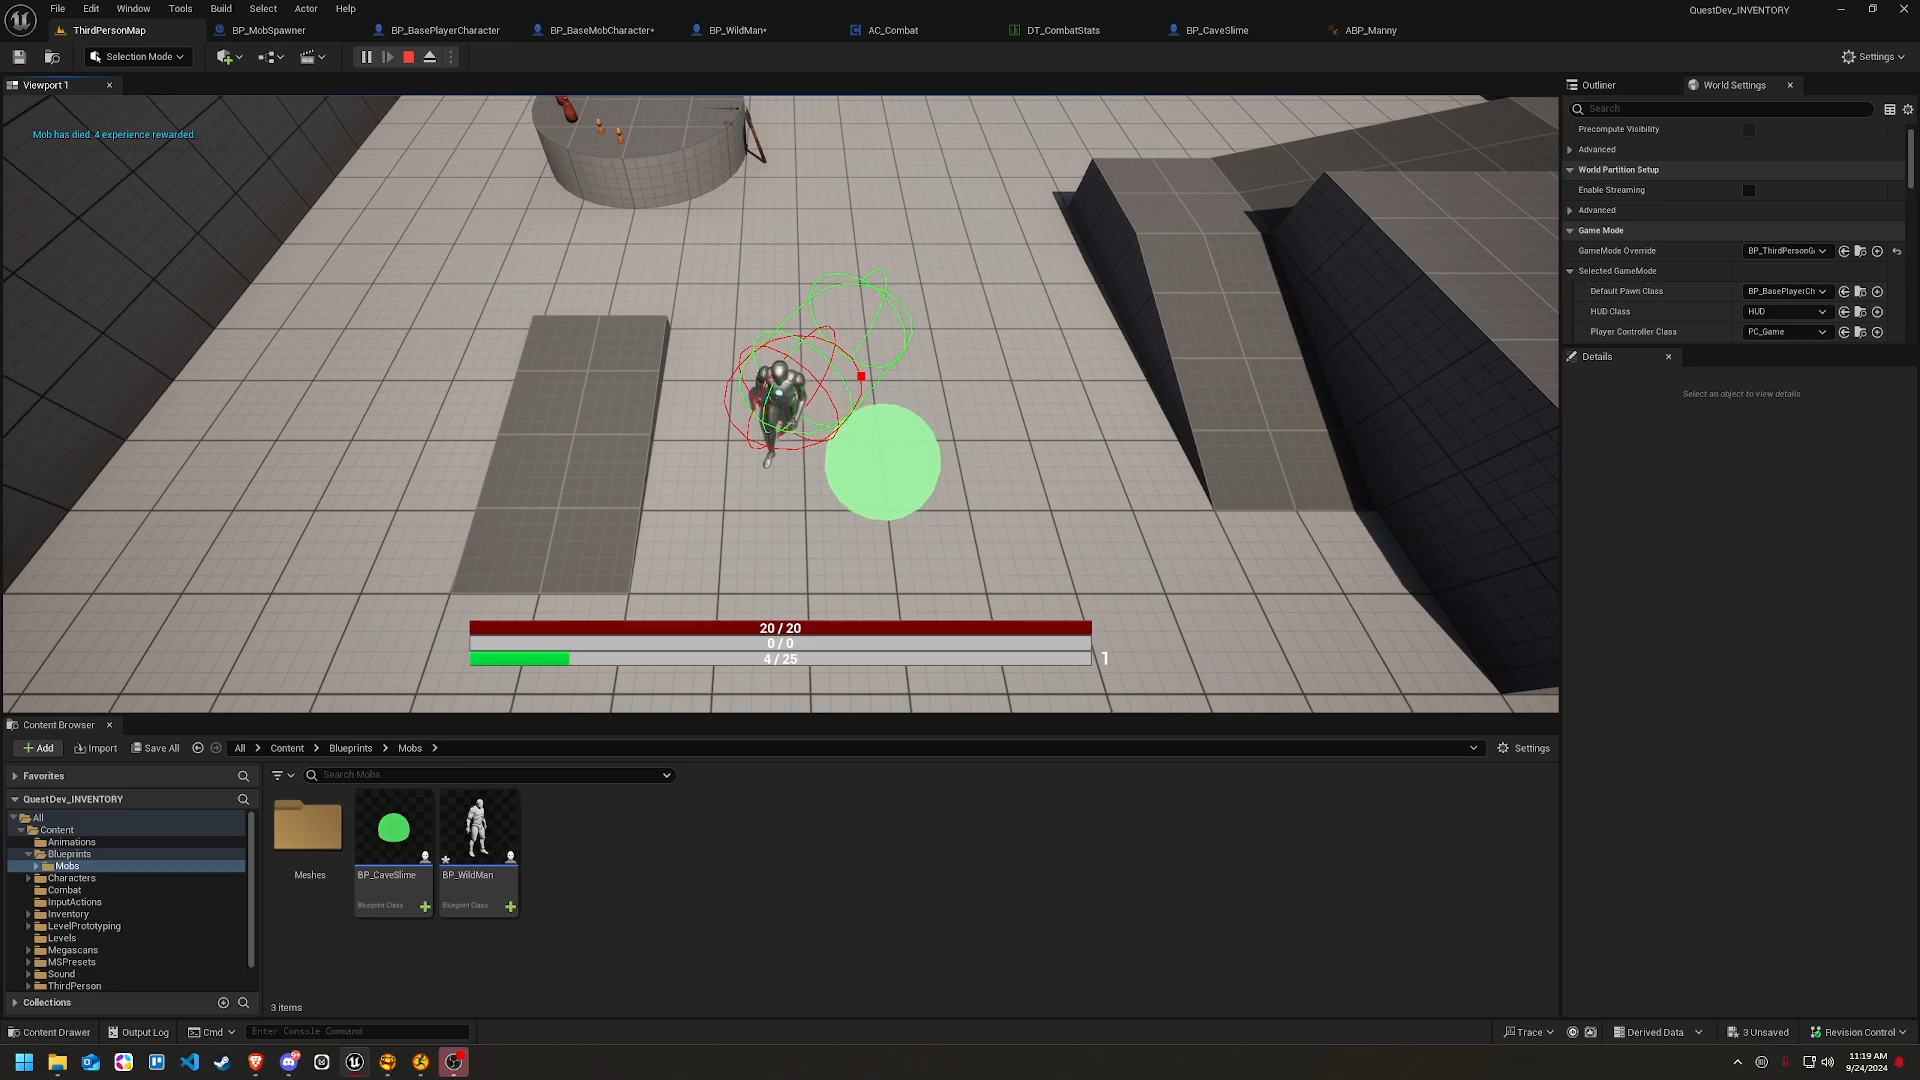 File Edit Window Tools Build Select Actor Help
QuestDev_INVENTORY
ThirdPersonMap
BP_MobSpawner
BP_BasePlayerCharacter
BP_BaseMobCharacter*
BP_WildMan*
AC_Combat
DT_CombatStats
BP_CaveSlime
ABP_Manny
Selection Mode
Settings
Viewport 1
Outliner
World Settings
Search
Mob has died. 4 experience rewarded.
Precompute Visibility
Advanced
World Partition Setup
Enable Streaming
Advanced
Game Mode
GameMode Override
BP_ThirdPersonG
Selected GameMode
Default Pawn Class
BP_BasePlayerCh
HUD Class
HUD
Player Controller Class
PC_Game
Details
Select an object to view details.
20 / 20
0 / 0
4 / 25
1
Content Browser
Add
Import
Save All
All
Content
Blueprints
Mobs
Settings
Favorites
Search Mobs
QuestDev_INVENTORY
All
Content
Animations
Blueprints
Mobs
Characters
Combat
InputActions
Inventory
LevelPrototyping
Levels
Megascans
MSPresets
Sound
ThirdPerson
Collections
Meshes
BP_CaveSlime
Blueprint Class
BP_WildMan
Blueprint Class
3 items
Content Drawer
Output Log
Cmd
Enter Console Command
Trace
Derived Data
3 Unsaved
Revision Control
11:19 AM
9/24/2024